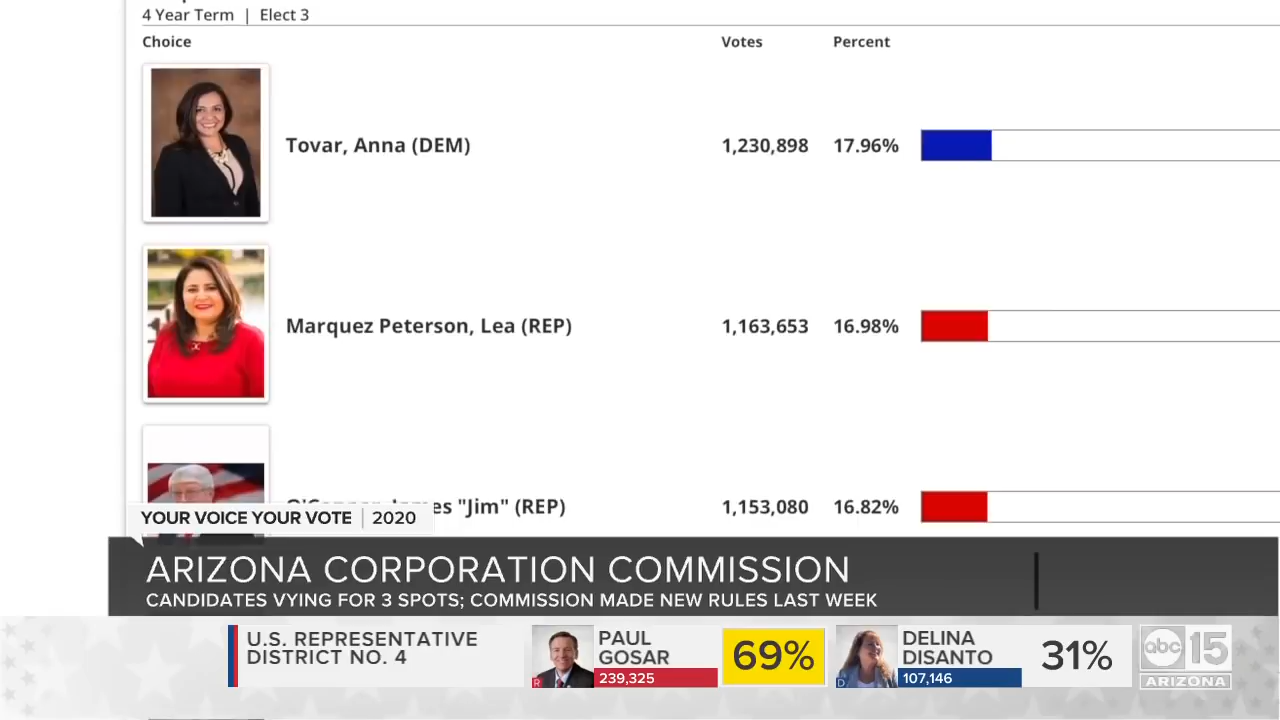 4 Year Term | Elect 3
Choice Votes Percent
Tovar, Anna (DEM) 1,230,898 17.96%
Marquez Peterson, Lea (REP) 1,163,653 16.98%
"Jim" (REP) 1,153,080 16.82%
YOUR VOICE YOUR VOTE | 2020
ARIZONA CORPORATION COMMISSION
CANDIDATES VYING FOR 3 SPOTS; COMMISSION MADE NEW RULES LAST WEEK
U.S. REPRESENTATIVE
DISTRICT NO. 4
R
PAUL
GOSAR
239,325
69%
D
DELINA
DISANTO
107,146
31%
abc 15
ARIZONA